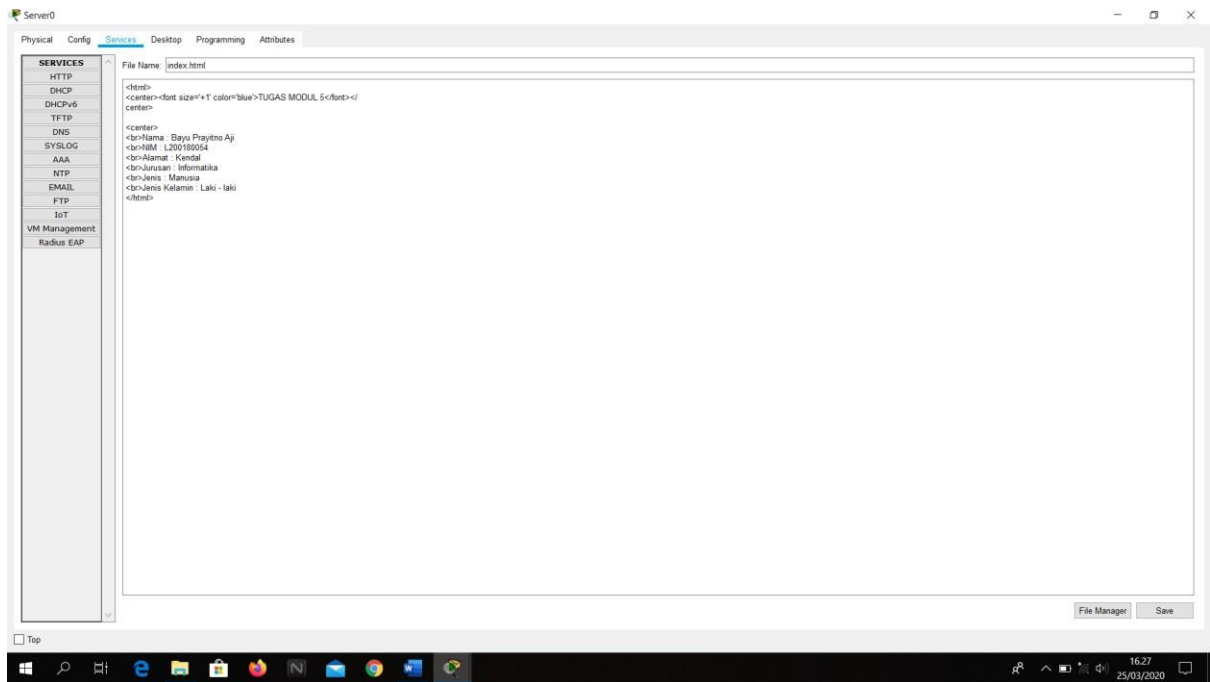 Server0
Physical Config Services Desktop Programming Attributes
SERVICES
HTTP
DHCP
DHCPv6
TFTP
DNS
SYSLOG
AAA
NTP
EMAIL
FTP
IoT
VM Management
Radius EAP
File Name: index.html
<html>
<center><font size='+1' color='blue'>TUGAS MODUL 5</font></
center>
<center>
<br>Nama : Bayu Prayitno Aji
<br>NIM : L200180054
<br>Alamat : Kendal
<br>Jurusan : Informatika
<br>Jenis : Manusia
<br>Jenis Kelamin : Laki - laki
</html>
File Manager Save
Top
16.27
25/03/2020